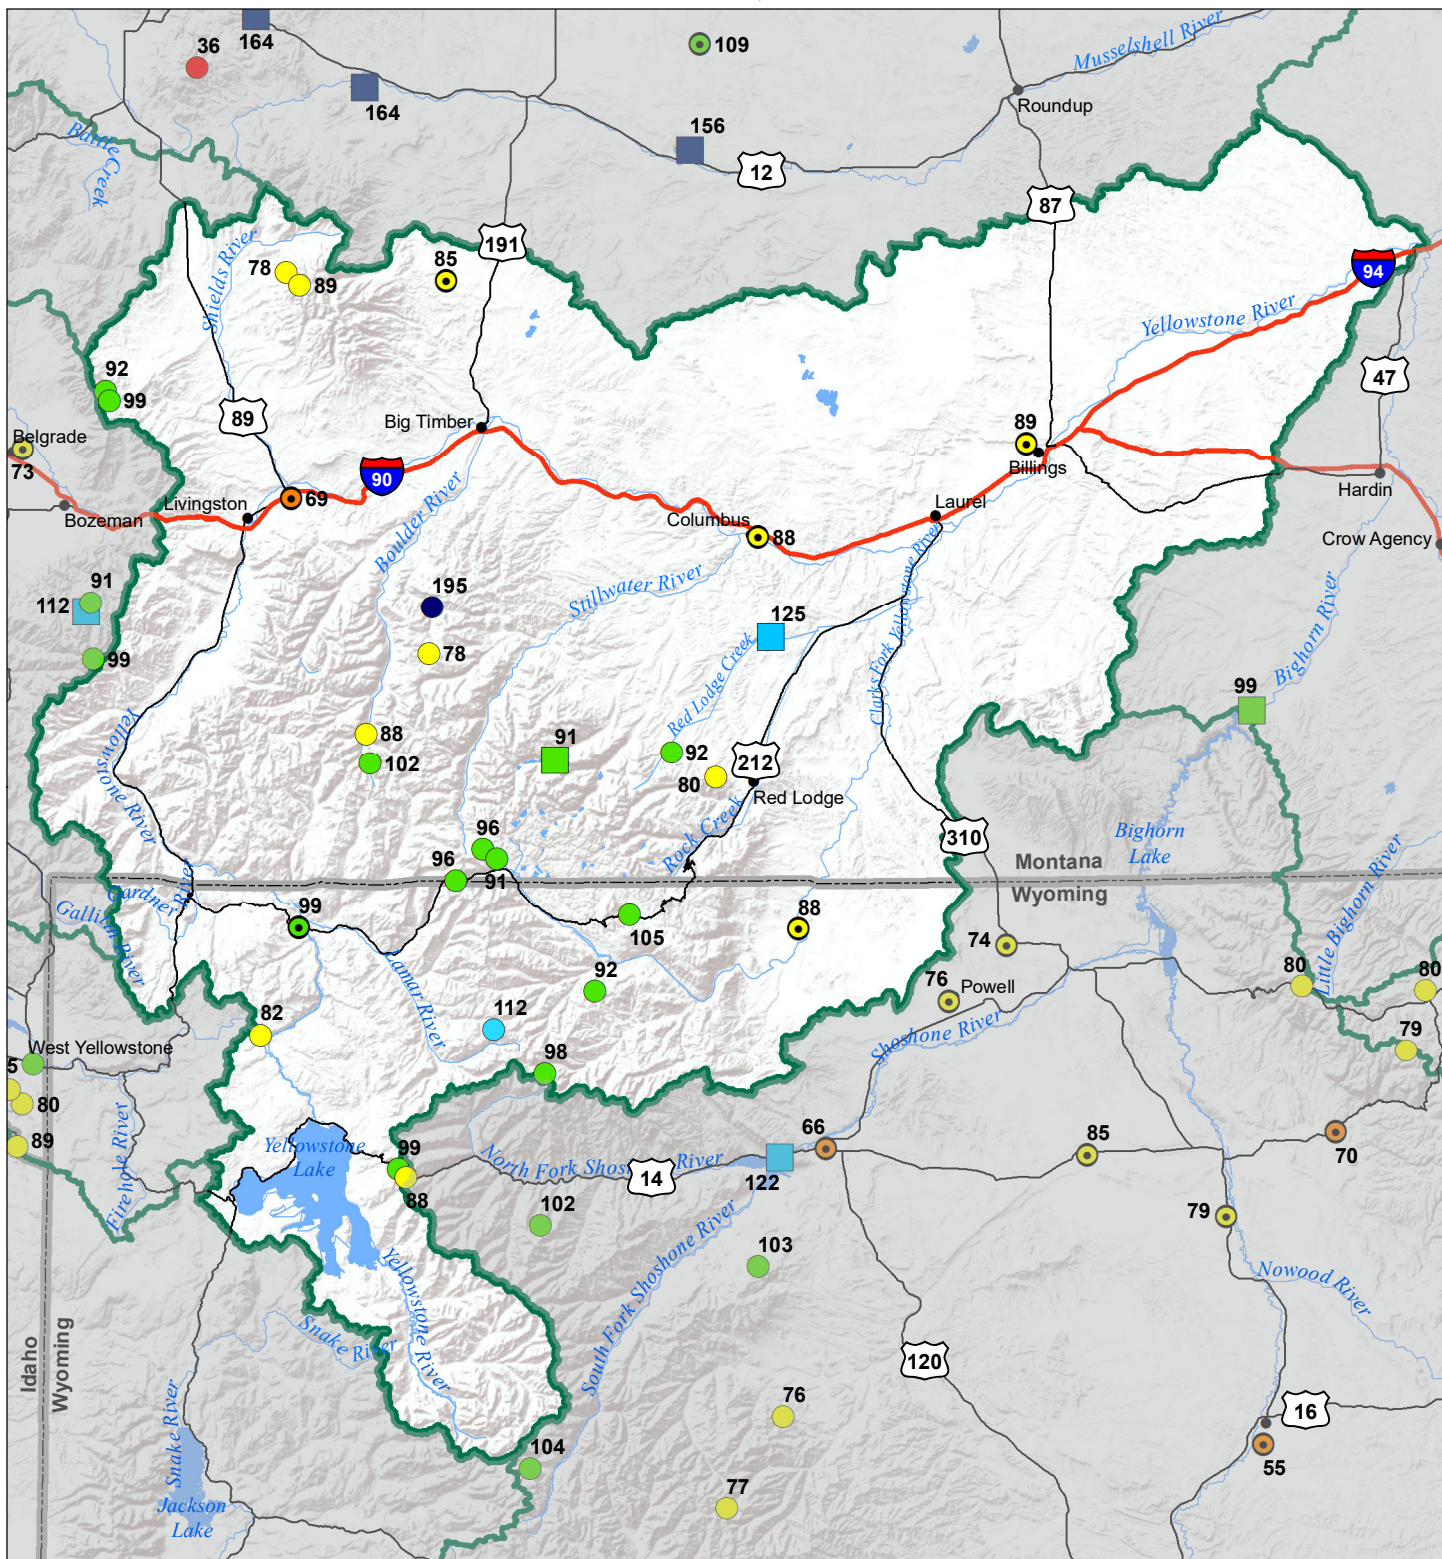 164
36
109
Musselshell River
164
Roundup
156
12
Battle
Creek
87
191
Shields River
78
89
85
94
Yellowstone River
92
99
47
89
Big Timber
89
Belgrade
73
Billings
90
Hardin
Livingston
69
Laurel
Bozeman
Columbus
88
Crow Agency
Boulder River
Clarks Fork Yellowstone River
91
112
195
Stillwater River
125
Bighorn River
99
78
Red Lodge Creek
99
Yellowstone River
88
102
91
92
80
212
Red Lodge
Rock Creek
310
Bighorn
Lake
96
96
91
Montana
Wyoming
Little Bighorn River
Gardner River
Gallatin River
99
105
88
74
Lamar River
92
76
Powell
80
80
112
82
Shoshone River
79
West Yellowstone
98
5
80
Firehole River
89
Yellowstone
Lake
99
88
North Fork Shoshone River
14
66
122
85
70
102
79
103
South Fork Shoshone River
Nowood River
Yellowstone River
Snake River
Idaho
Wyoming
120
76
16
Snake River
104
55
77
Jackson
Lake